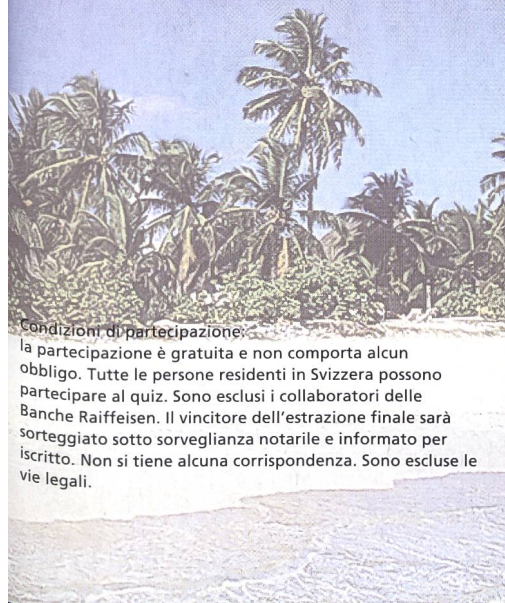 Condizioni di partecipazione:
la partecipazione è gratuita e non comporta alcun
obbligo. Tutte le persone residenti in Svizzera possono
partecipare al quiz. Sono esclusi i collaboratori delle
Banche Raiffeisen. Il vincitore dell'estrazione finale sarà
sorteggiato sotto sorveglianza notarile e informato per
iscritto. Non si tiene alcuna corrispondenza. Sono escluse le
vie legali.